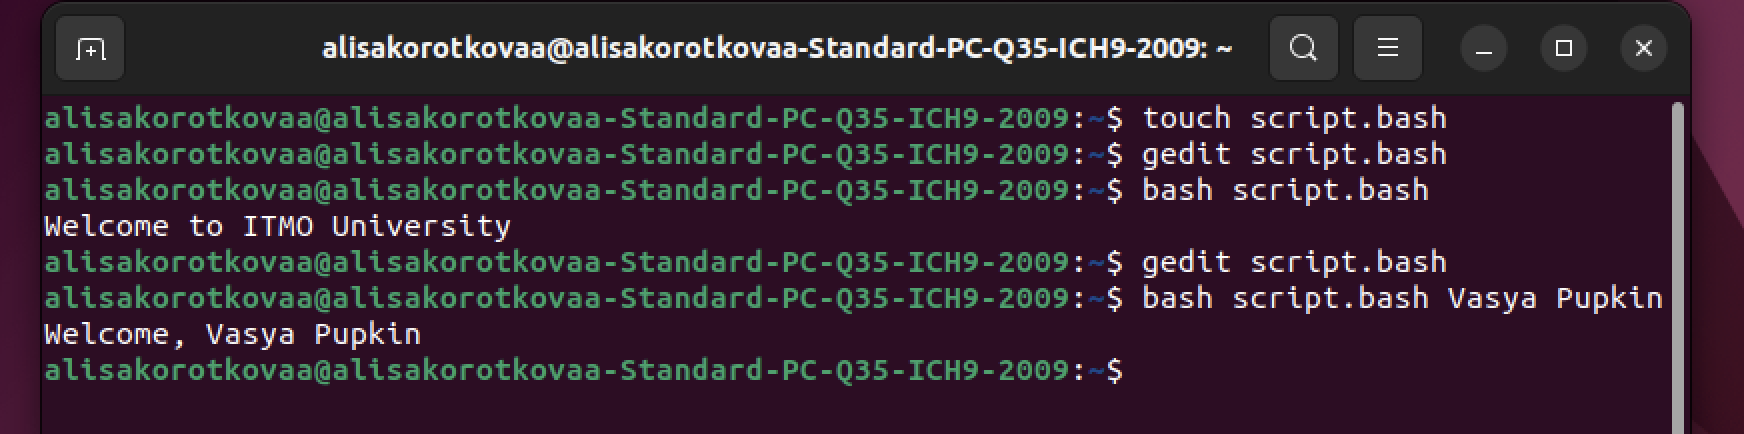 alisakorotkovaa@alisakorotkovaa-Standard-PC-Q35-ICH9-2009: ~
alisakorotkovaa@alisakorotkovaa-Standard-PC-Q35-ICH9-2009:~$ touch script.bash
alisakorotkovaa@alisakorotkovaa-Standard-PC-Q35-ICH9-2009:~$ gedit script.bash
alisakorotkovaa@alisakorotkovaa-Standard-PC-Q35-ICH9-2009:~$ bash script.bash
Welcome to ITMO University
alisakorotkovaa@alisakorotkovaa-Standard-PC-Q35-ICH9-2009:~$ gedit script.bash
alisakorotkovaa@alisakorotkovaa-Standard-PC-Q35-ICH9-2009:~$ bash script.bash Vasya Pupkin
Welcome, Vasya Pupkin
alisakorotkovaa@alisakorotkovaa-Standard-PC-Q35-ICH9-2009:~$